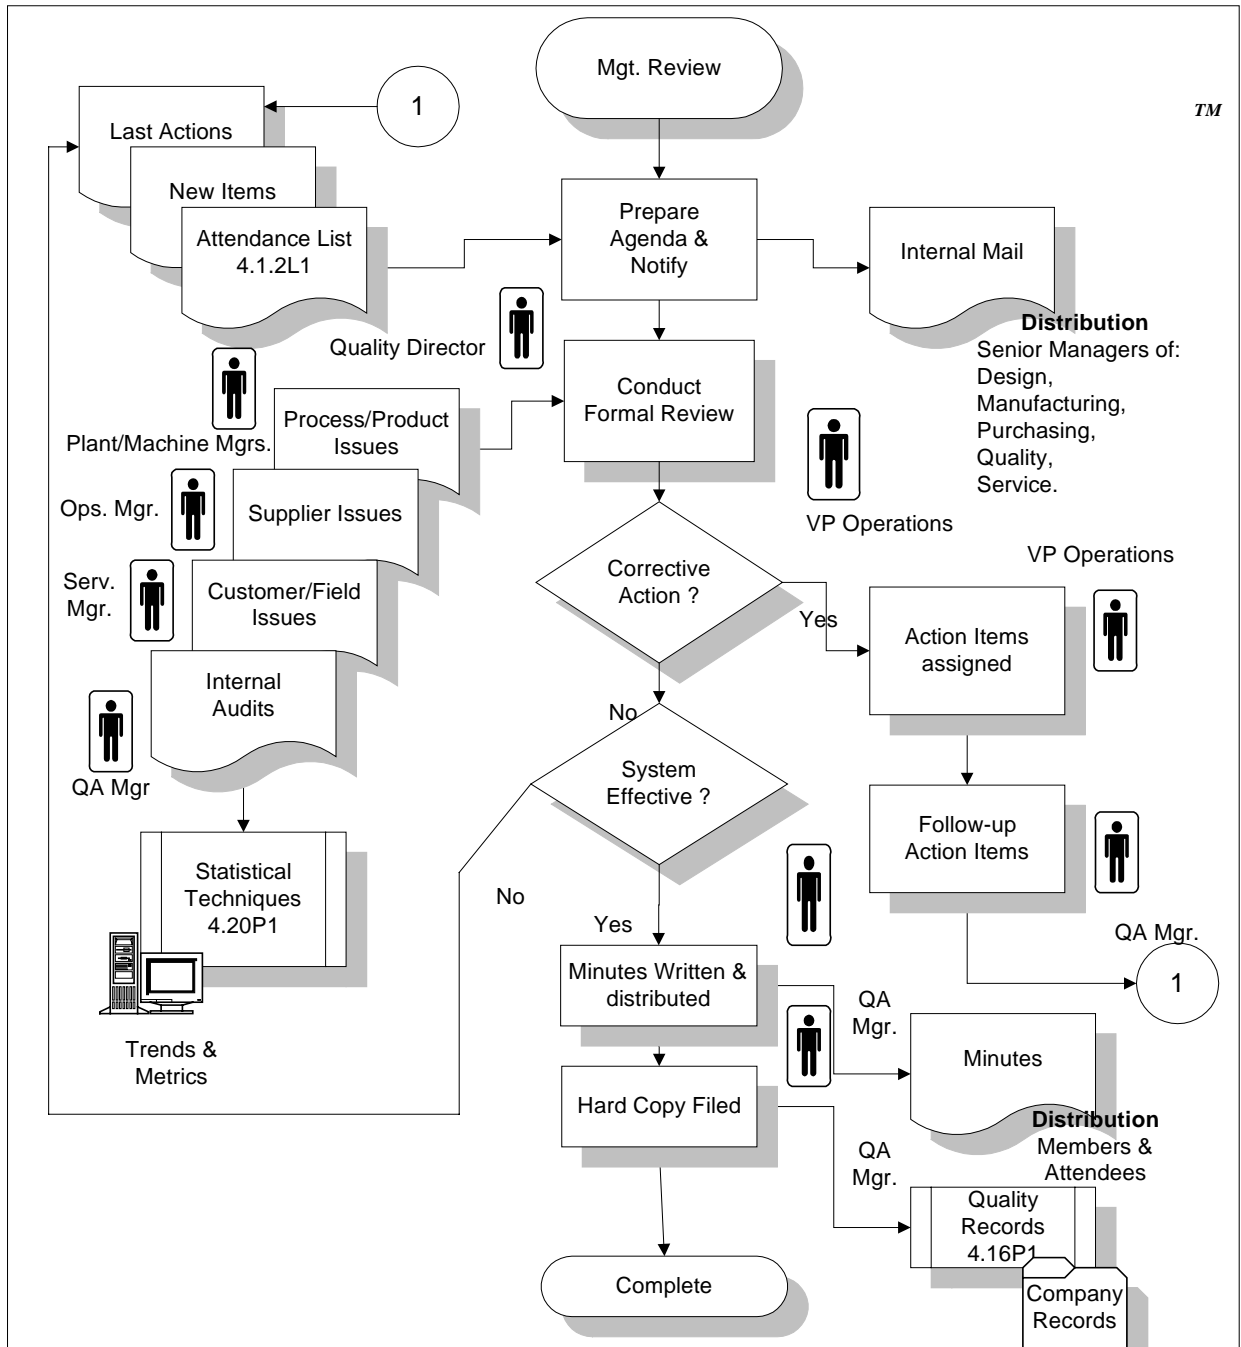 Mgt. Review
1
TM
Last Actions
New Items
Attendance List
4.1.2L1
Prepare
Agenda &
Notify
Internal Mail
Distribution
Senior Managers of:
Design,
Manufacturing,
Purchasing,
Quality,
Service.
Quality Director
Conduct
Formal Review
Process/Product
Issues
Plant/Machine Mgrs.
VP Operations
Ops. Mgr.
Supplier Issues
VP Operations
Corrective
Action ?
Yes
Serv.
Mgr.
Customer/Field
Issues
Action Items
assigned
Internal
Audits
No
QA Mgr
System
Effective ?
Follow-up
Action Items
Statistical
Techniques
4.20P1
No
Yes
QA Mgr.
1
Minutes Written &
distributed
QA
Mgr.
Trends &
Metrics
Minutes
Hard Copy Filed
Distribution
Members &
Attendees
QA
Mgr.
Quality
Records
4.16P1
Complete
Company
Records